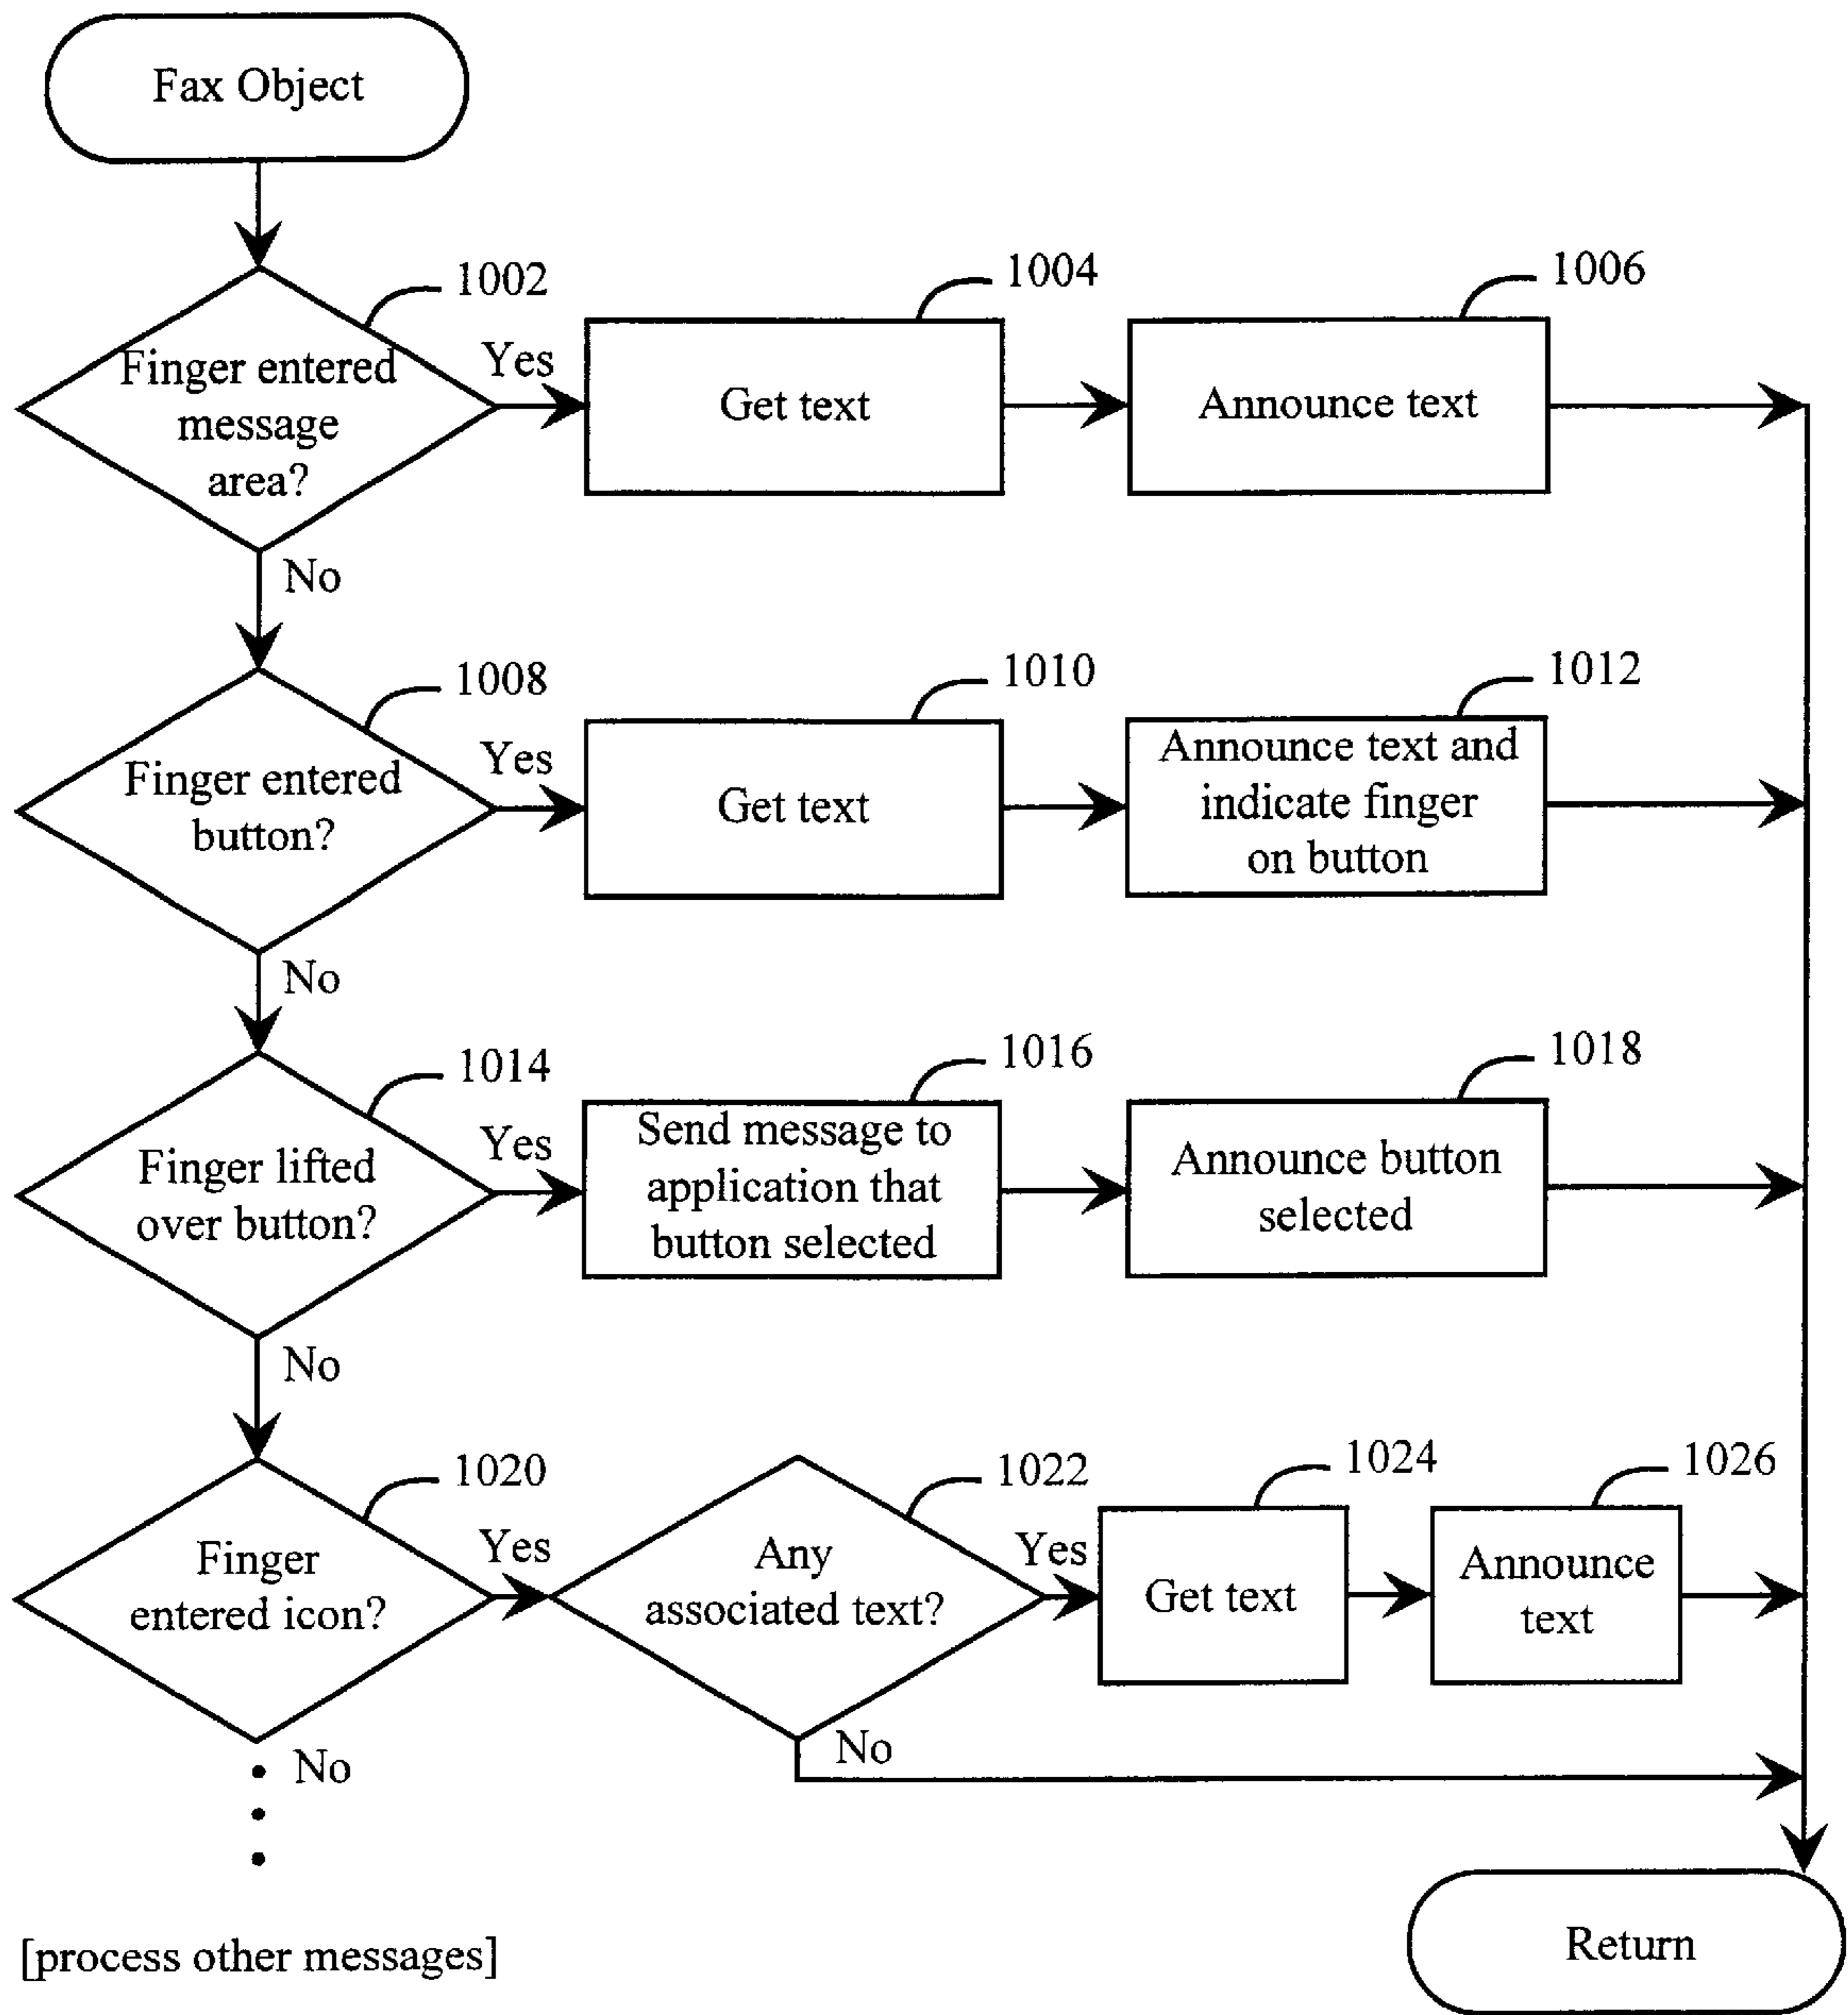 Fax Object
1002
Finger entered
message
area?
Yes
1004
Get text
1006
Announce text
No
1008
Finger entered
button?
Yes
1010
Get text
1012
Announce text and
indicate finger
on button
No
1014
Finger lifted
over button?
Yes
1016
Send message to
application that
button selected
1018
Announce button
selected
No
1020
Finger
entered icon?
Yes
1022
Any
associated text?
Yes
1024
Get text
1026
Announce
text
No
No
[process other messages]
Return